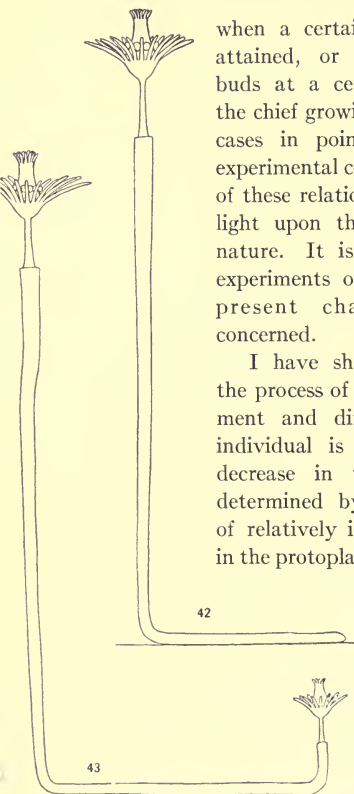 when a certai
attained, or
buds at a ce
the chief growi
cases in poin
experimental c
of these relatio
light upon th
nature. It is
experiments o
present cha
concerned.
I have sh
the process of
ment and di
individual is
decrease in
determined by
of relatively i
in the protopla
42
43